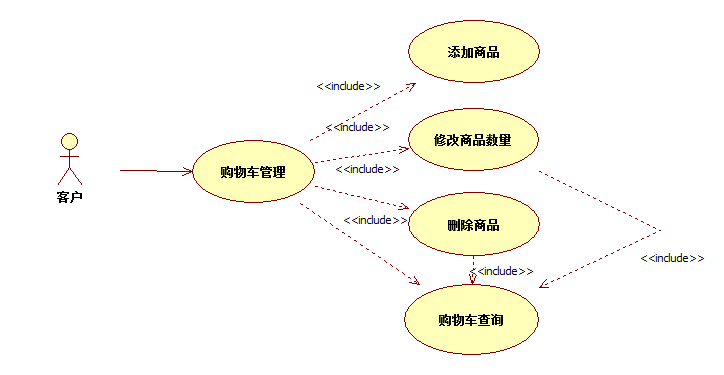 添加商品
<<include>>
<<include>>
修改商品数量
客户
购物车管理
<<include>>
<<include>>
删除商品
<<include>>
<<include>>
购物车查询